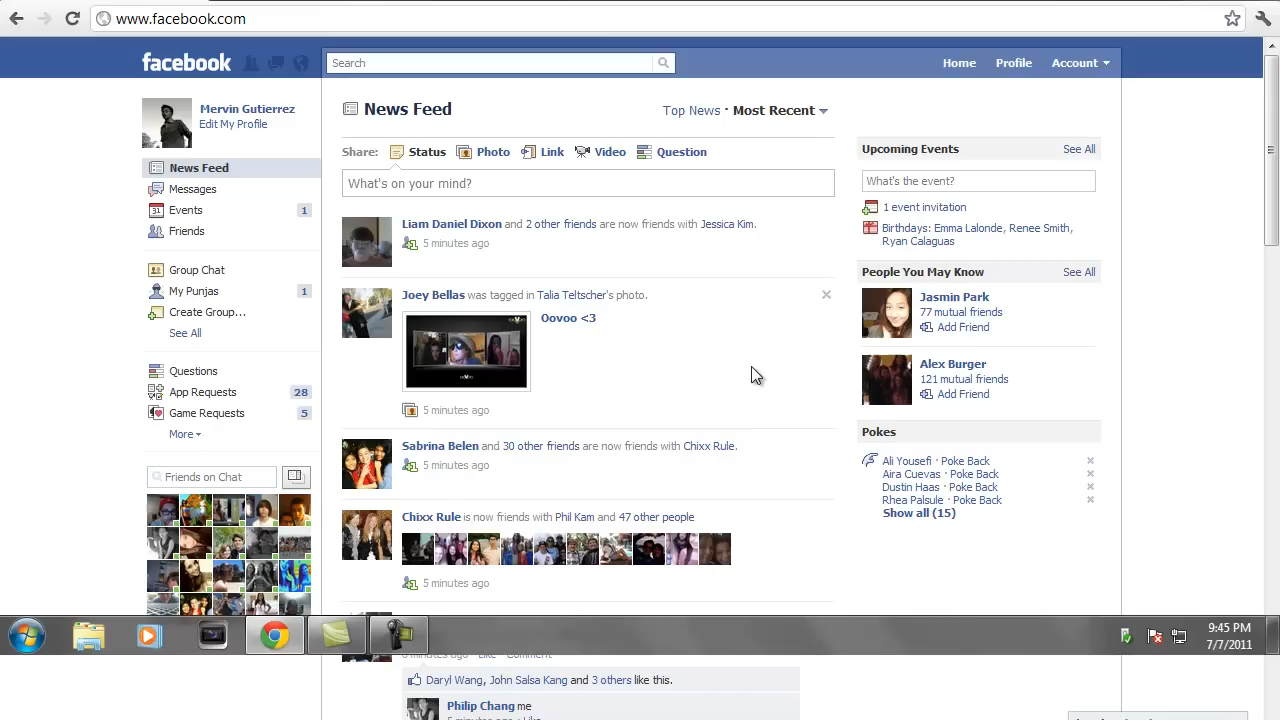 www.facebook.com
facebook
Search
Home Profile Account
Mervin Gutierrez
Edit My Profile
News Feed
Messages
Events 1
Friends
Group Chat
My Punjas 1
Create Group...
See All
Questions
App Requests 28
Game Requests 5
More
Friends on Chat
News Feed
Top News · Most Recent
Share: Status Photo Link Video Question
What's on your mind?
Liam Daniel Dixon and 2 other friends are now friends with Jessica Kim.
5 minutes ago
Joey Bellas was tagged in Talia Teltscher's photo.
Oovoo <3
5 minutes ago
Sabrina Belen and 30 other friends are now friends with Chixx Rule.
5 minutes ago
Chixx Rule is now friends with Phil Kam and 47 other people
5 minutes ago
Daryl Wang, John Salsa Kang and 3 others like this.
Philip Chang me
Upcoming Events See All
What's the event?
1 event invitation
Birthdays: Emma Lalonde, Renee Smith,
Ryan Calaguas
People You May Know See All
Jasmin Park
77 mutual friends
Add Friend
Alex Burger
121 mutual friends
Add Friend
Pokes
Ali Yousefi · Poke Back
Aira Cuevas · Poke Back
Dustin Haas · Poke Back
Rhea Palsule · Poke Back
Show all (15)
9:45 PM
7/7/2011